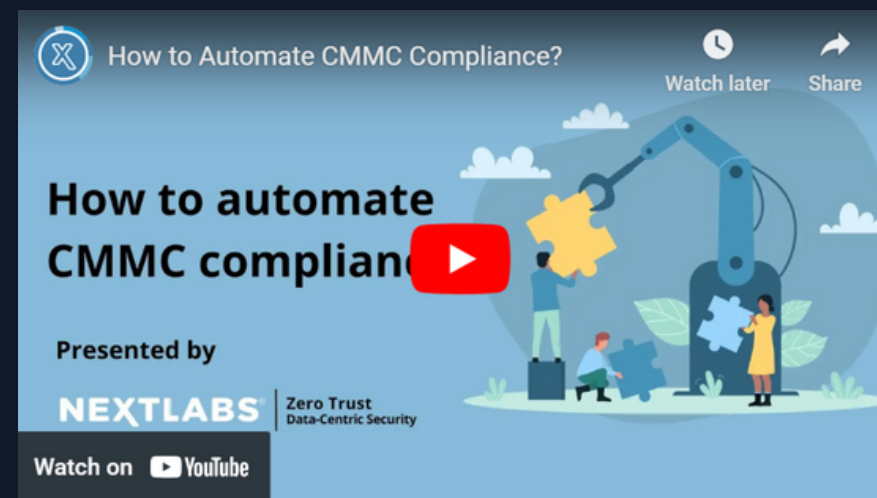 How to Automate CMMC Compliance?
Watch later
Share
How to automate
CMMC complian
Presented by
NEXTLABS®
Zero Trust
Data-Centric Security
Watch on YouTube